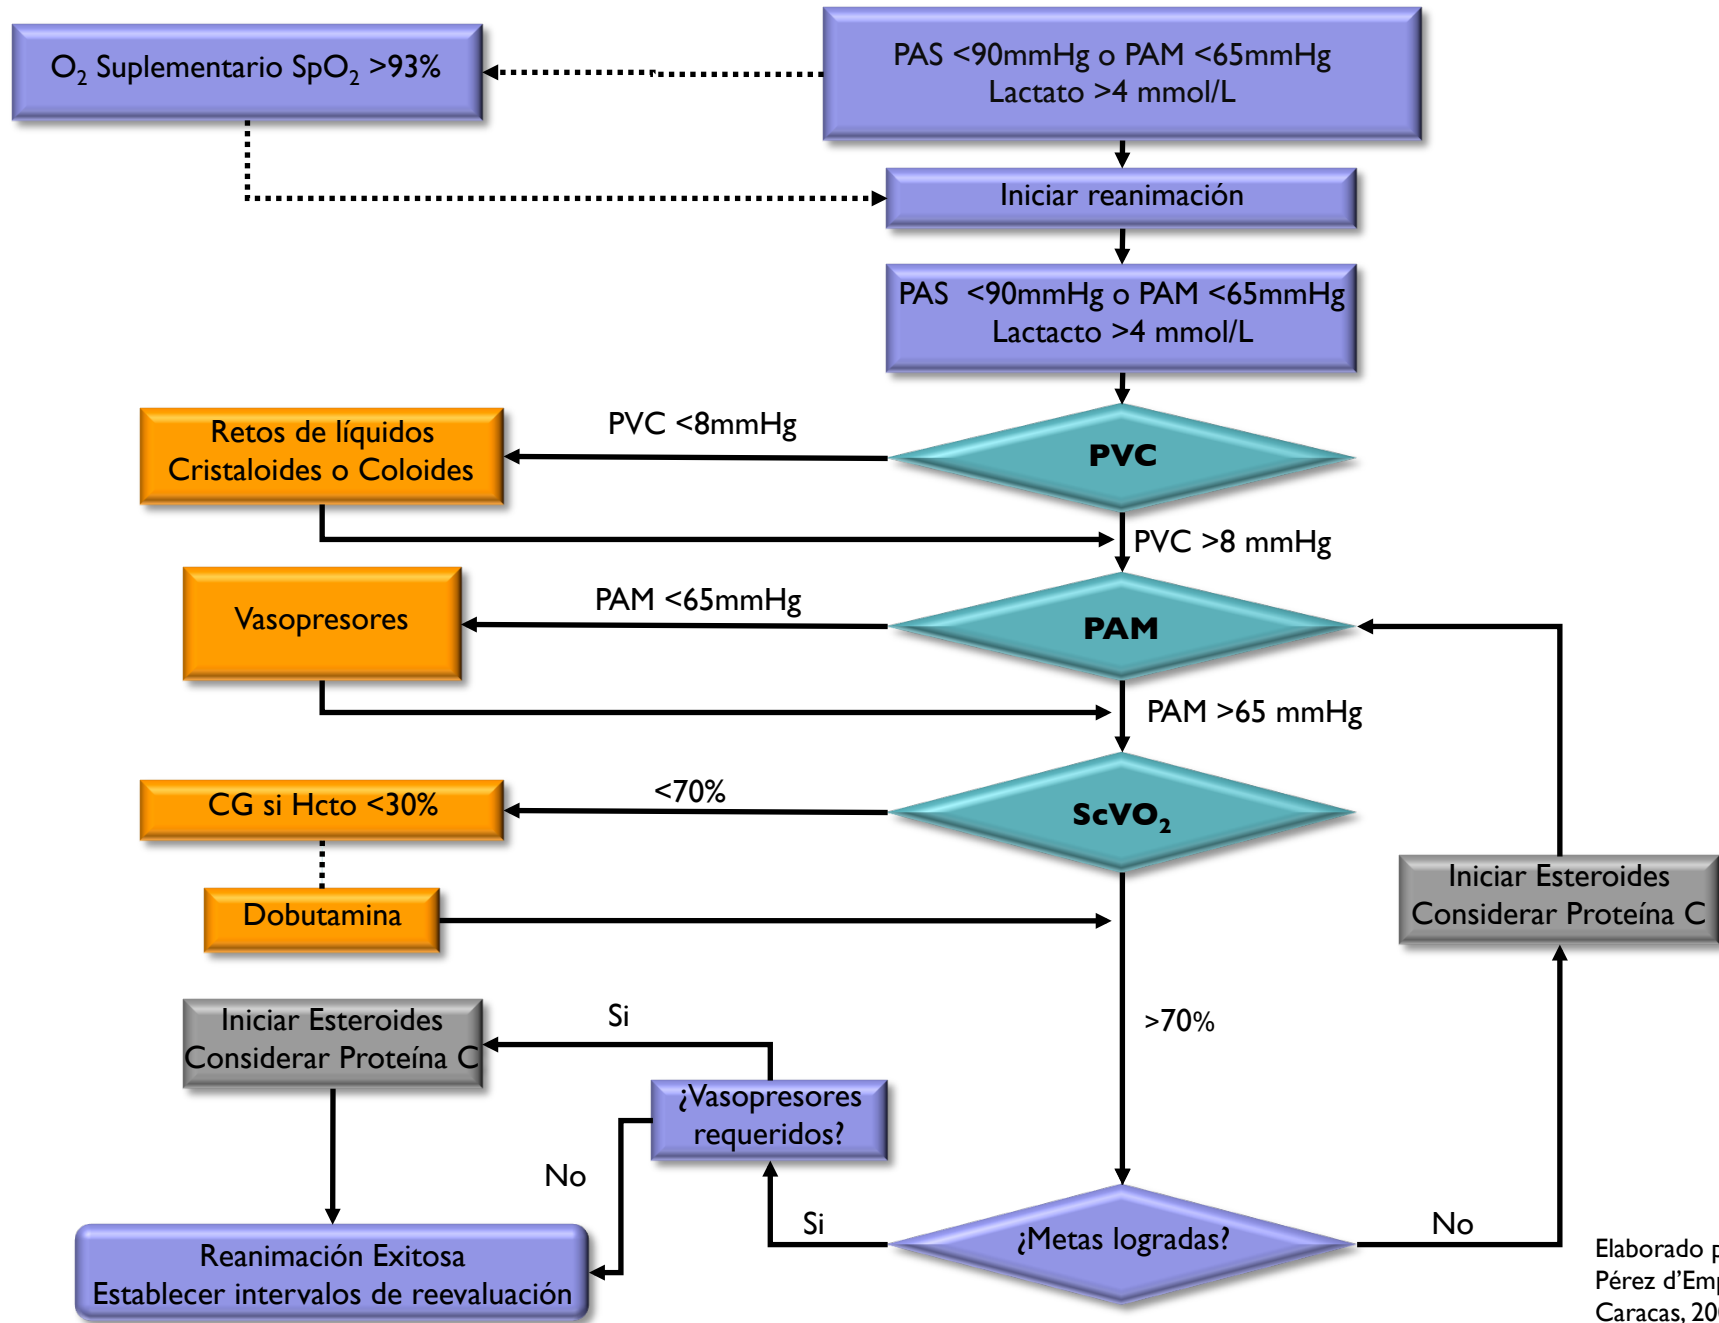 O₂ Suplementario SpO₂ >93%
PAS <90mmHg o PAM <65mmHg
Lactato >4 mmol/L
Iniciar reanimación
PAS <90mmHg o PAM <65mmHg
Lactacto >4 mmol/L
PVC <8mmHg
Retos de líquidos
Cristaloides o Coloides
PVC
PVC >8 mmHg
PAM <65mmHg
Vasopresores
PAM
PAM >65 mmHg
<70%
CG si Hcto <30%
ScVO₂
Dobutamina
Iniciar Esteroides
Considerar Proteína C
>70%
Iniciar Esteroides
Considerar Proteína C
Si
¿Vasopresores
requeridos?
No
Si
¿Metas logradas?
No
Reanimación Exitosa
Establecer intervalos de reevaluación
Elaborado
Pérez
Caracas,